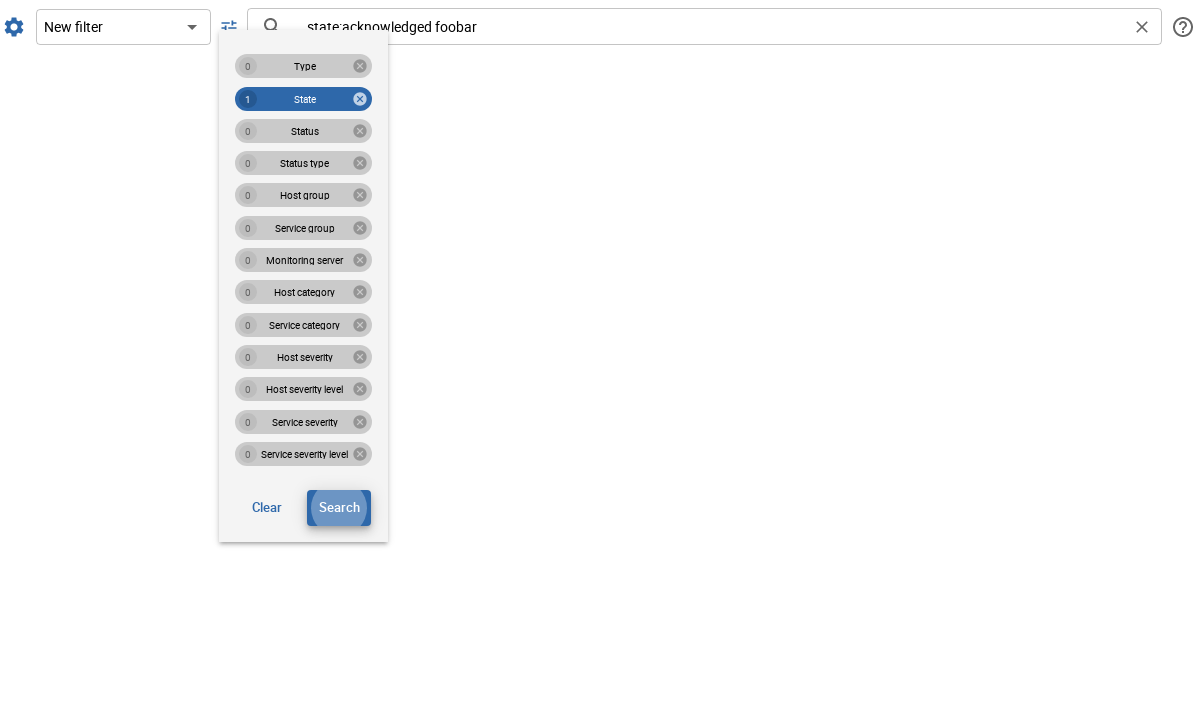 New filter
state:acknowledged foobar
0 Type
1 State
0 Status
0 Status type
0 Host group
0 Service group
0 Monitoring server
0 Host category
0 Service category
0 Host severity
0 Host severity level
0 Service severity
0 Service severity level
Clear Search